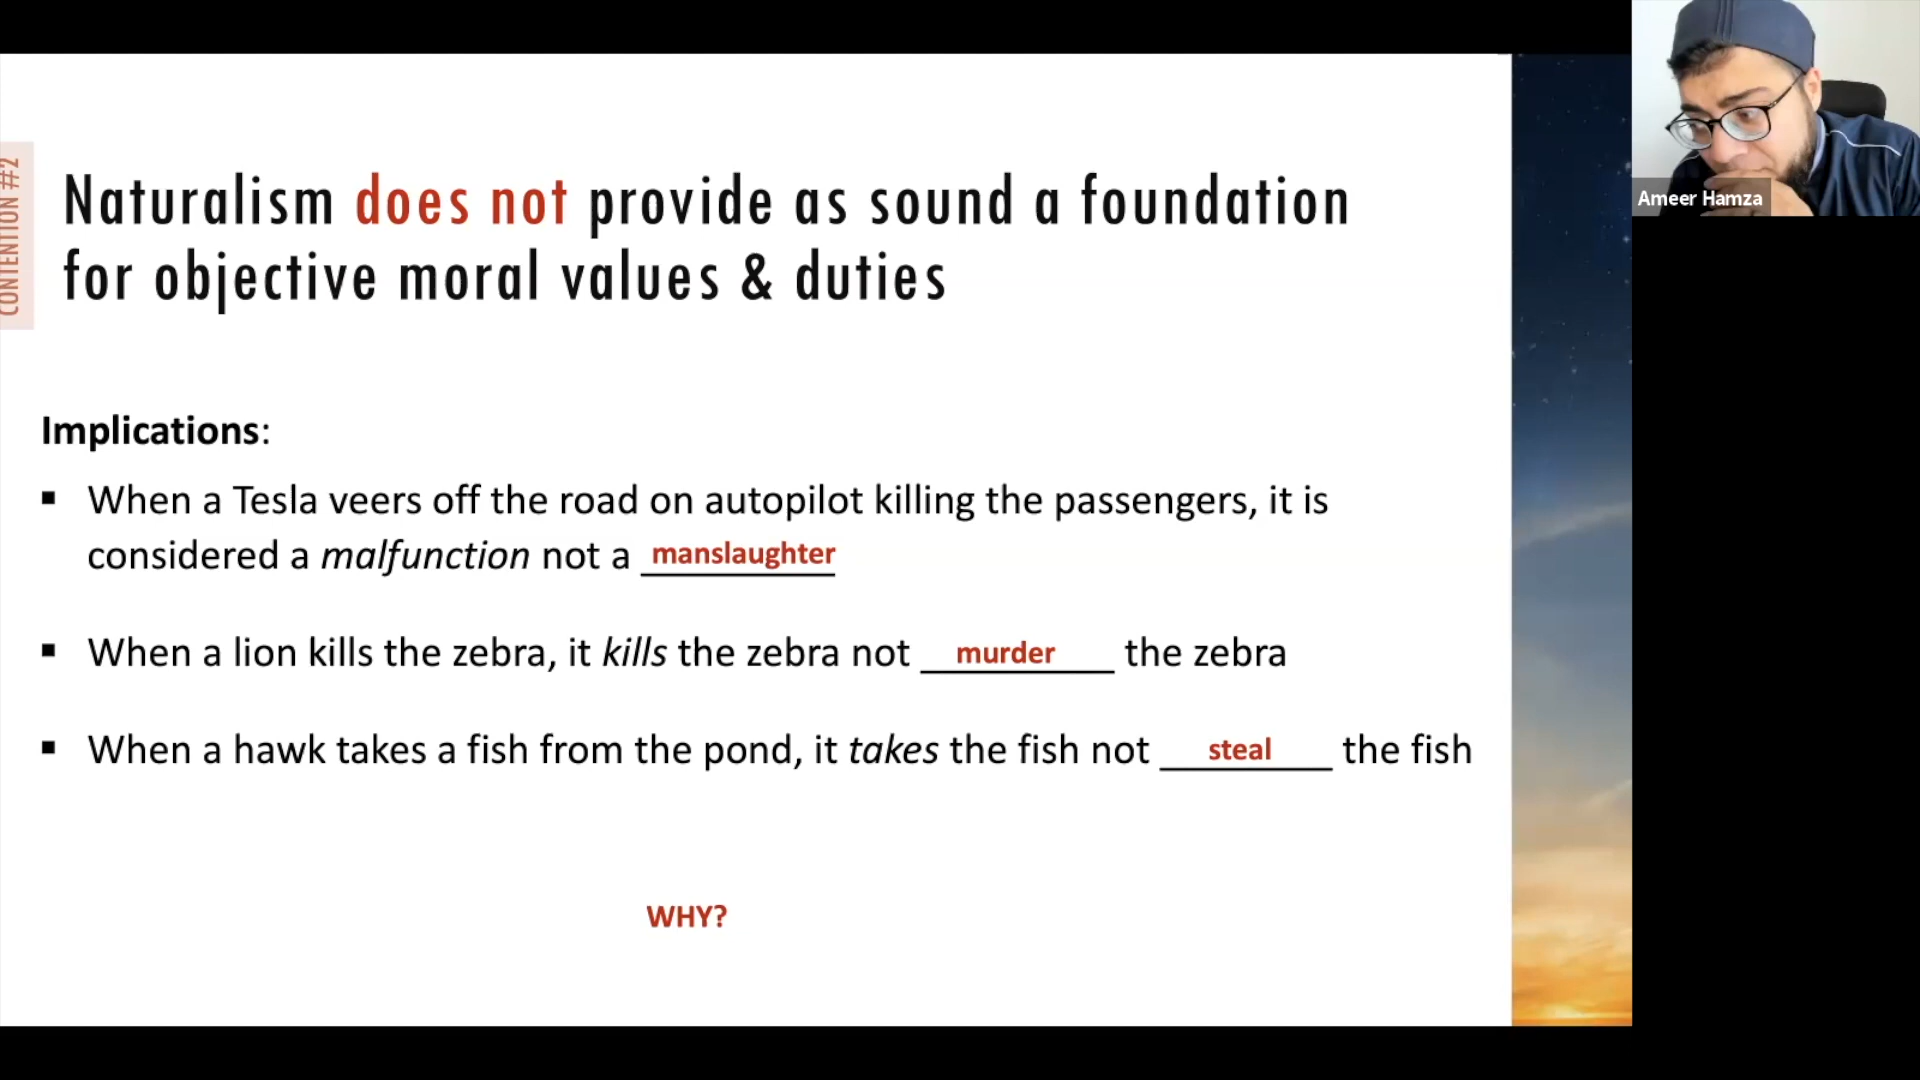 CONTENTION #2
Naturalism does not provide as sound a foundation
for objective moral values & duties
Implications:
▪ When a Tesla veers off the road on autopilot killing the passengers, it is
considered a malfunction not a manslaughter
▪ When a lion kills the zebra, it kills the zebra not murder the zebra
▪ When a hawk takes a fish from the pond, it takes the fish not steal the fish
WHY?
Ameer Hamza